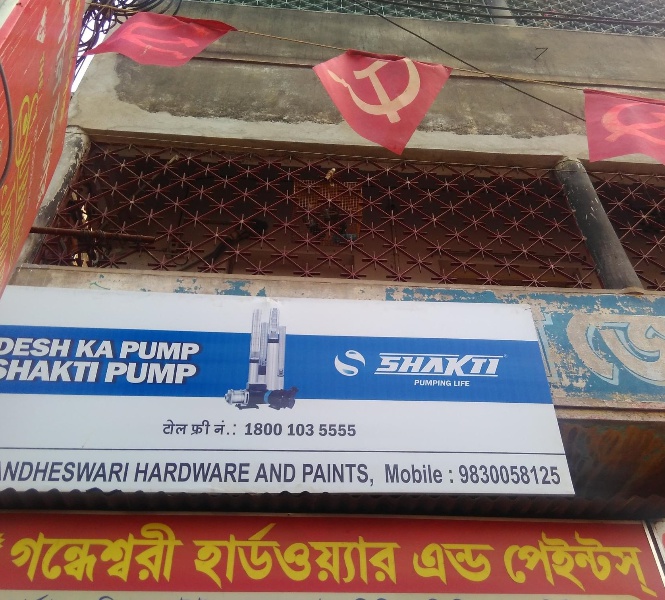 DESH KA PUMP
SHAKTI PUMP
SHAKTI
PUMPING LIFE
टोल फ्री नं.: 1800 103 5555
ANDHESWARI HARDWARE AND PAINTS, Mobile : 9830058125
গন্ধেশ্বরী হার্ডওয়্যার এন্ড পেইন্টস্